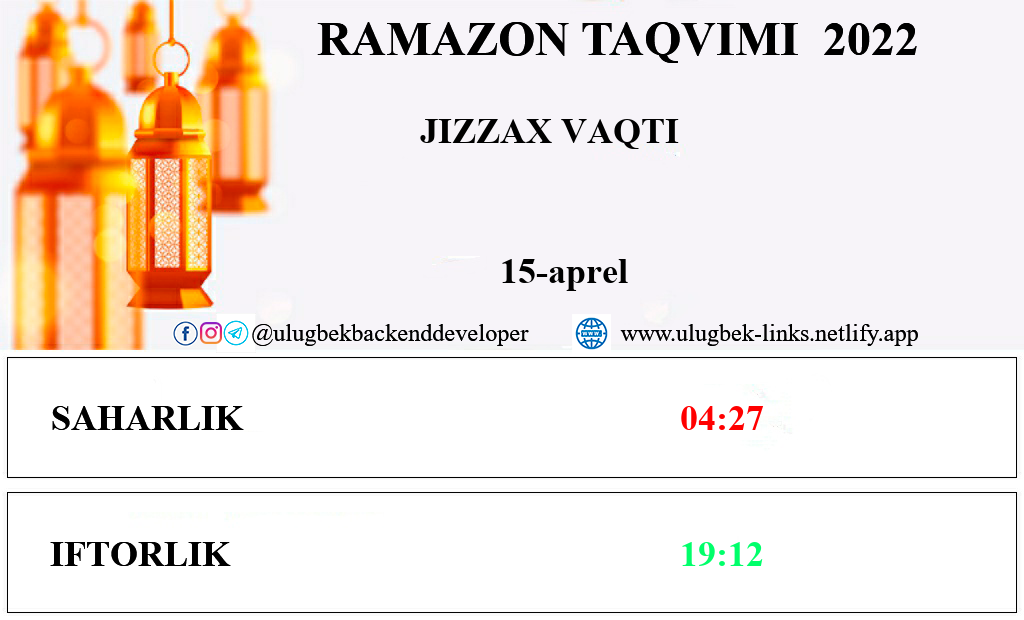 RAMAZON TAQVIMI 2022
JIZZAX VAQTI
15-aprel
@ulugbekbackenddeveloper www.ulugbek-links.netlify.app
SAHARLIK 04:27
IFTORLIK 19:12